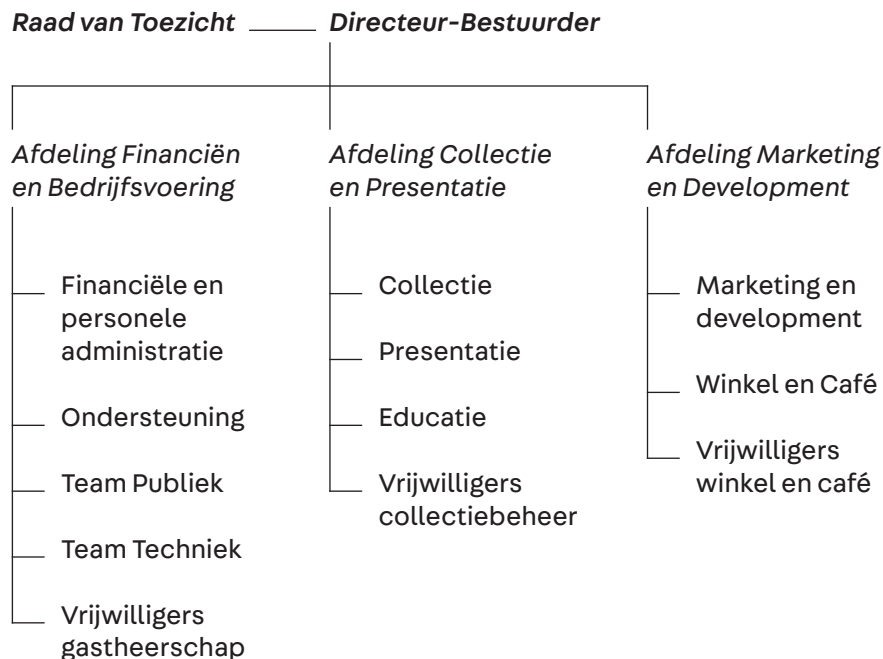 Raad van Toezicht Directeur-Bestuurder
Afdeling Financiën
en Bedrijfsvoering
Financiële en
personele
administratie
Ondersteuning
Team Publiek
Team Techniek
Vrijwilligers
gastheerschap
Afdeling Collectie
en Presentatie
Collectie
Presentatie
Educatie
Vrijwilligers
collectiebeheer
Afdeling Marketing
en Development
Marketing en
development
Winkel en Café
Vrijwilligers
winkel en café